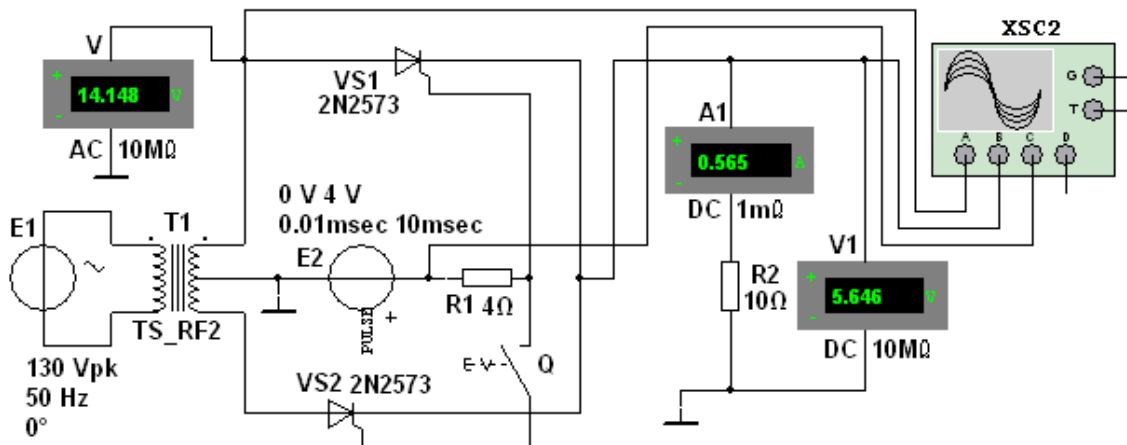 XSC2
G
T
A
B
C
D
V
+
14.148 V
-
AC 10MΩ
VS1
2N2573
A1
+
0.565 A
-
DC 1mΩ
0 V 4 V
0.01msec 10msec
E1
T1
E2
V1
+
5.646 V
-
R2
10Ω
R1 4Ω
PULSE
+
TS_RF2
DC 10MΩ
130 Vpk
50 Hz
0°
VS2 2N2573
Q